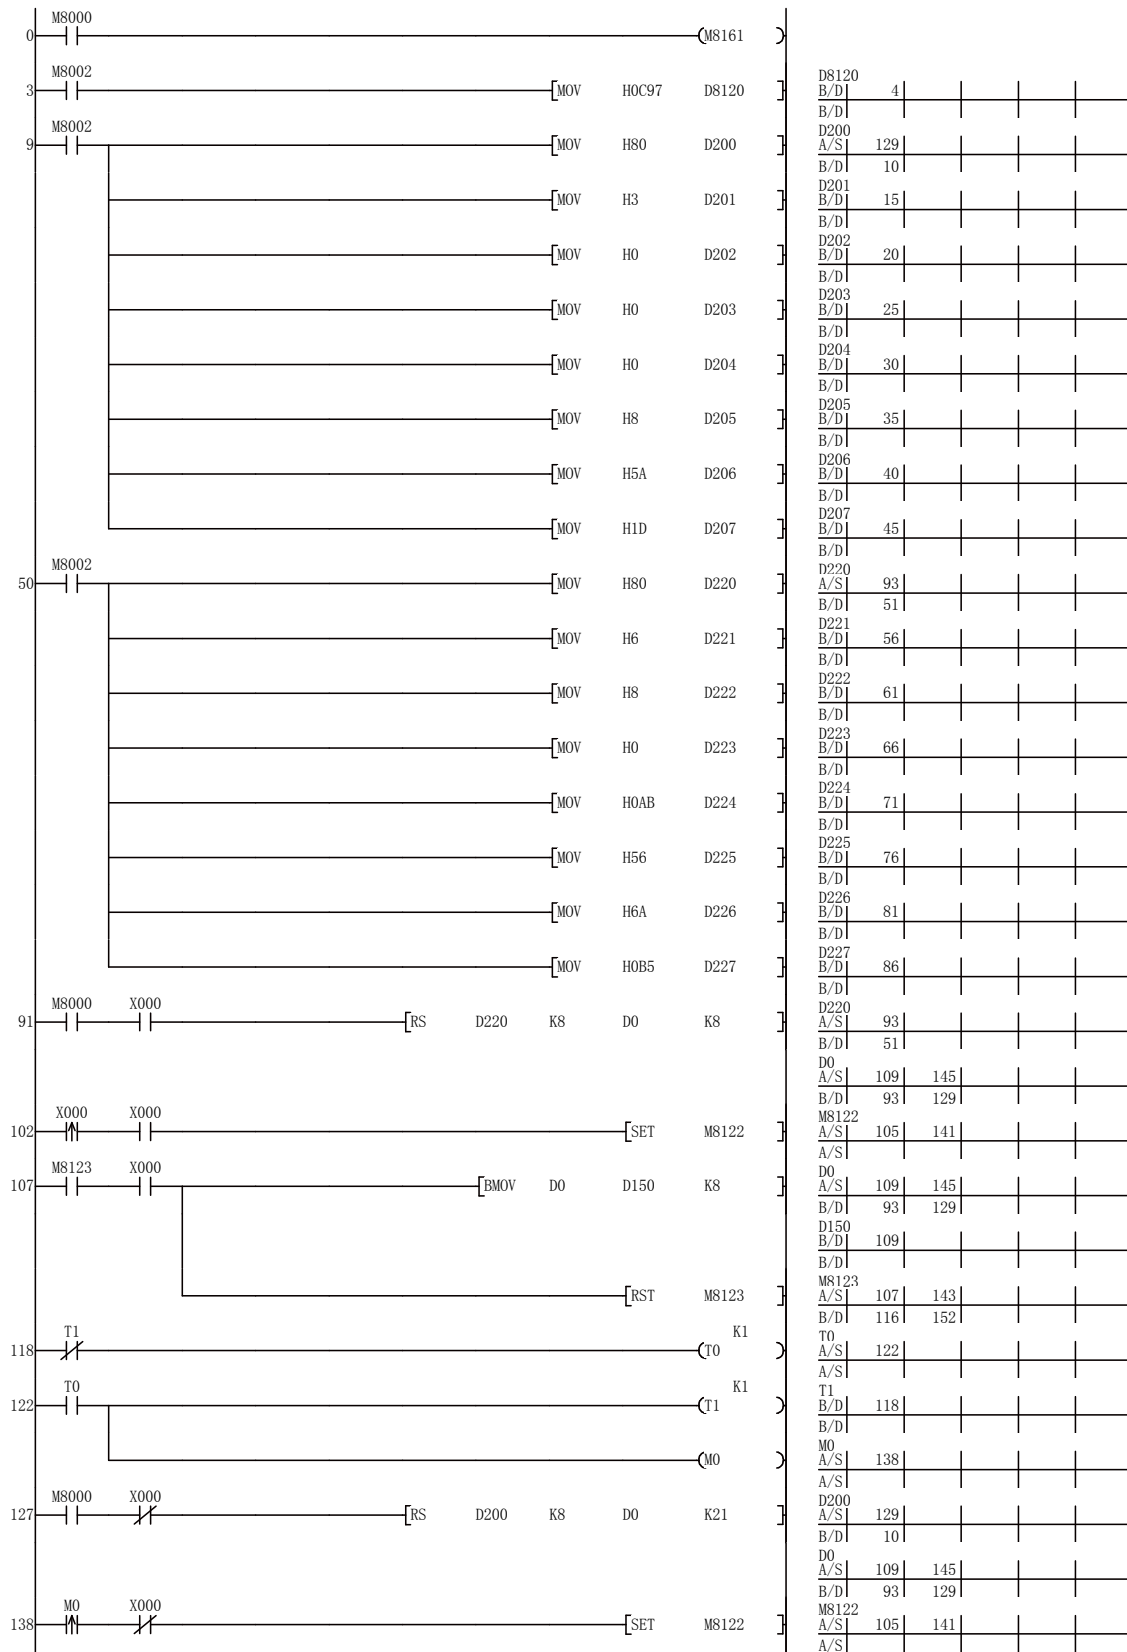 M8000
0 M8161
M8002
3 MOV H0C97 D8120
D8120
B/D 4
B/D
M8002
9 MOV H80 D200
D200
A/S 129
B/D 10
MOV H3 D201
D201
B/D 15
B/D
MOV H0 D202
D202
B/D 20
B/D
MOV H0 D203
D203
B/D 25
B/D
MOV H0 D204
D204
B/D 30
B/D
MOV H8 D205
D205
B/D 35
B/D
MOV H5A D206
D206
B/D 40
B/D
MOV H1D D207
D207
B/D 45
B/D
M8002
50 MOV H80 D220
D220
A/S 93
B/D 51
MOV H6 D221
D221
B/D 56
B/D
MOV H8 D222
D222
B/D 61
B/D
MOV H0 D223
D223
B/D 66
B/D
MOV H0AB D224
D224
B/D 71
B/D
MOV H56 D225
D225
B/D 76
B/D
MOV H6A D226
D226
B/D 81
B/D
MOV H0B5 D227
D227
B/D 86
B/D
M8000 X000
91 RS D220 K8 D0 K8
D220
A/S 93
B/D 51
D0
A/S 109 145
B/D 93 129
X000 X000
102 SET M8122
M8122
A/S 105 141
A/S
M8123 X000
107 BMOV D0 D150 K8
D0
A/S 109 145
B/D 93 129
D150
B/D 109
B/D
RST M8123
M8123
A/S 107 143
B/D 116 152
T1 K1
118 T0
T0
A/S 122
A/S
T0 K1
122 T1
T1
B/D 118
B/D
M0
M0
A/S 138
A/S
M8000 X000
127 RS D200 K8 D0 K21
D200
A/S 129
B/D 10
D0
A/S 109 145
B/D 93 129
M0 X000
138 SET M8122
M8122
A/S 105 141
A/S